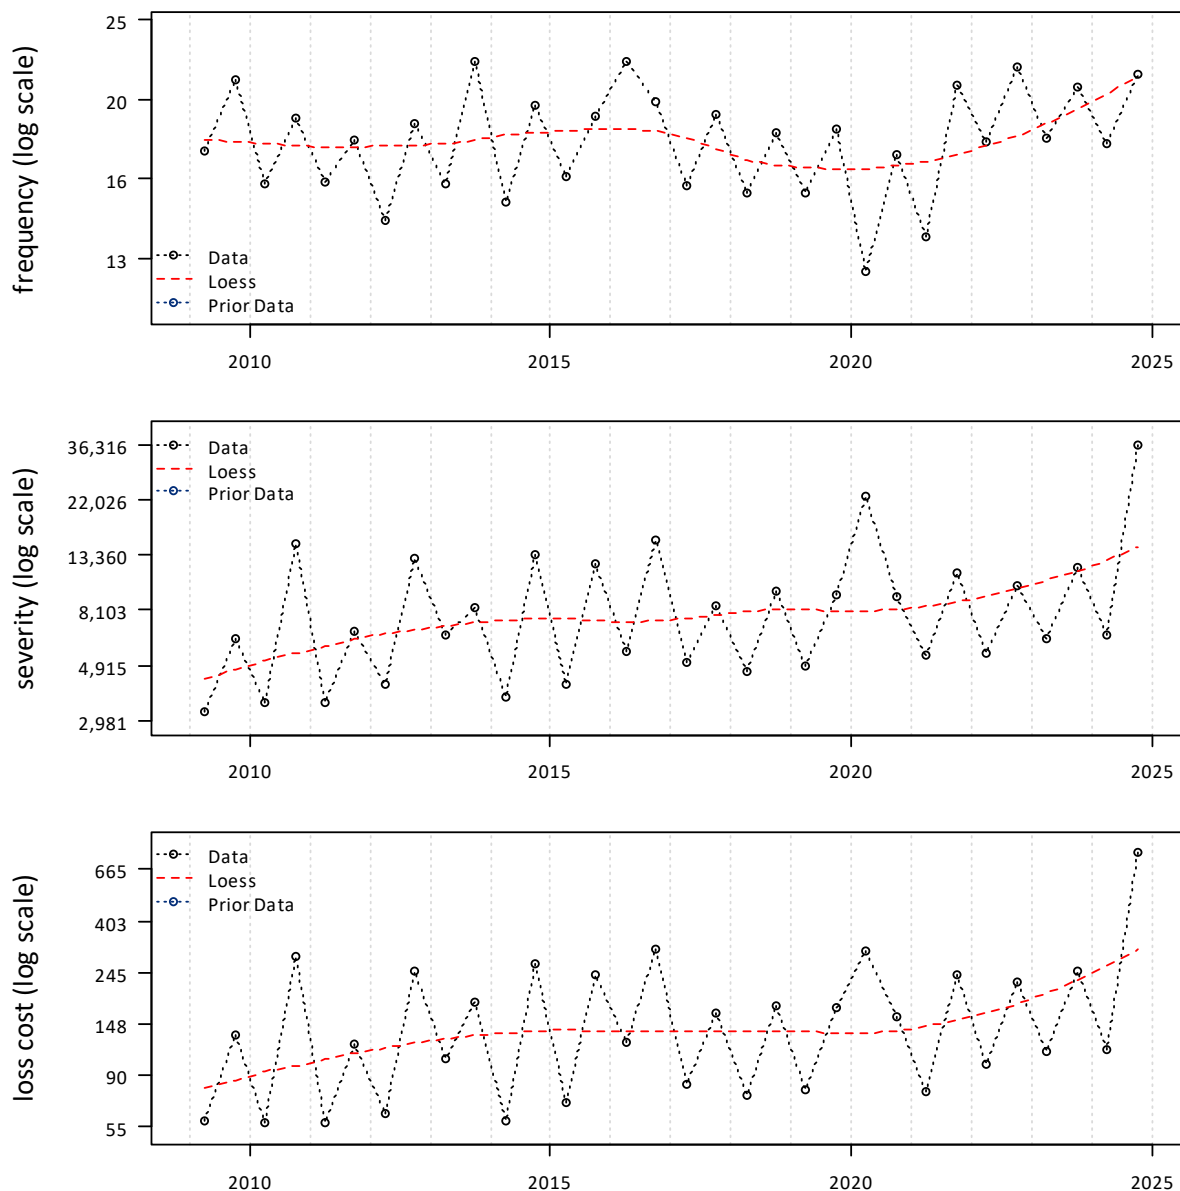 frequency (log scale)
25
20
16
13
Data
Loess
Prior Data
2010 2015 2020 2025
severity (log scale)
36,316
22,026
13,360
8,103
4,915
2,981
Data
Loess
Prior Data
2010 2015 2020 2025
loss cost (log scale)
665
403
245
148
90
55
Data
Loess
Prior Data
2010 2015 2020 2025